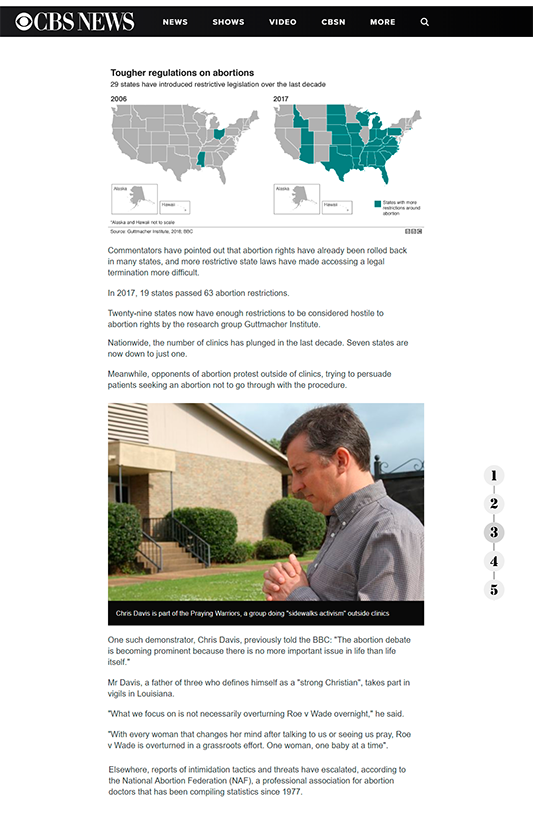 CBS NEWS
NEWS SHOWS VIDEO CBSN MORE
Tougher regulations on abortions
29 states have introduced restrictive legislation over the last decade
2006 2017
Alaska
Hawaii
Alaska
Hawaii
States with more
restrictions around
abortion
*Alaska and Hawaii not to scale
Source: Guttmacher Institute, 2018, BBC
BBC
Commentators have pointed out that abortion rights have already been rolled back
in many states, and more restrictive state laws have made accessing a legal
termination more difficult.
In 2017, 19 states passed 63 abortion restrictions.
Twenty-nine states now have enough restrictions to be considered hostile to
abortion rights by the research group Guttmacher Institute.
Nationwide, the number of clinics has plunged in the last decade. Seven states are
now down to just one.
Meanwhile, opponents of abortion protest outside of clinics, trying to persuade
patients seeking an abortion not to go through with the procedure.
1
2
3
4
5
Chris Davis is part of the Praying Warriors, a group doing "sidewalks activism" outside clinics
One such demonstrator, Chris Davis, previously told the BBC: "The abortion debate
is becoming prominent because there is no more important issue in life than life
itself."
Mr Davis, a father of three who defines himself as a "strong Christian", takes part in
vigils in Louisiana.
"What we focus on is not necessarily overturning Roe v Wade overnight," he said.
"With every woman that changes her mind after talking to us or seeing us pray, Roe
v Wade is overturned in a grassroots effort. One woman, one baby at a time".
Elsewhere, reports of intimidation tactics and threats have escalated, according to
the National Abortion Federation (NAF), a professional association for abortion
doctors that has been compiling statistics since 1977.